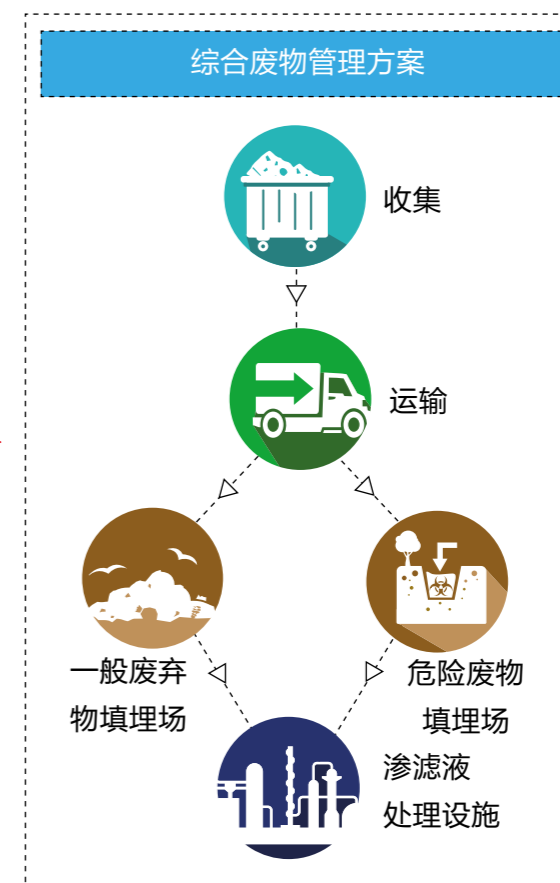 综合废物管理方案
收集
运输
一般废弃
物填埋场
危险废物
填埋场
渗滤液
处理设施